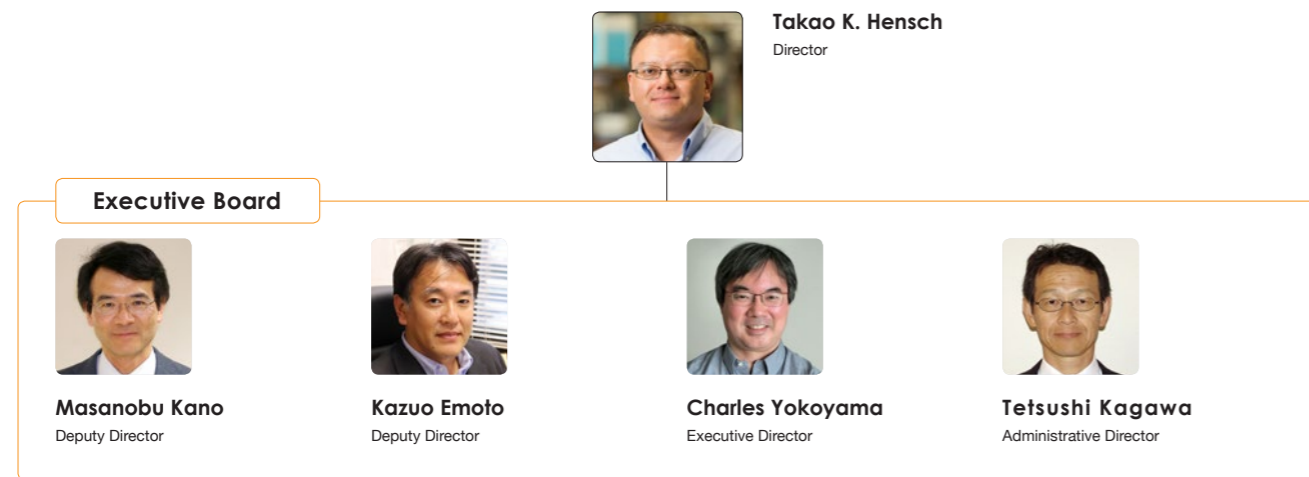 Takao K. Hensch
Director
Executive Board
Masanobu Kano
Deputy Director
Kazuo Emoto
Deputy Director
Charles Yokoyama
Executive Director
Tetsushi Kagawa
Administrative Director